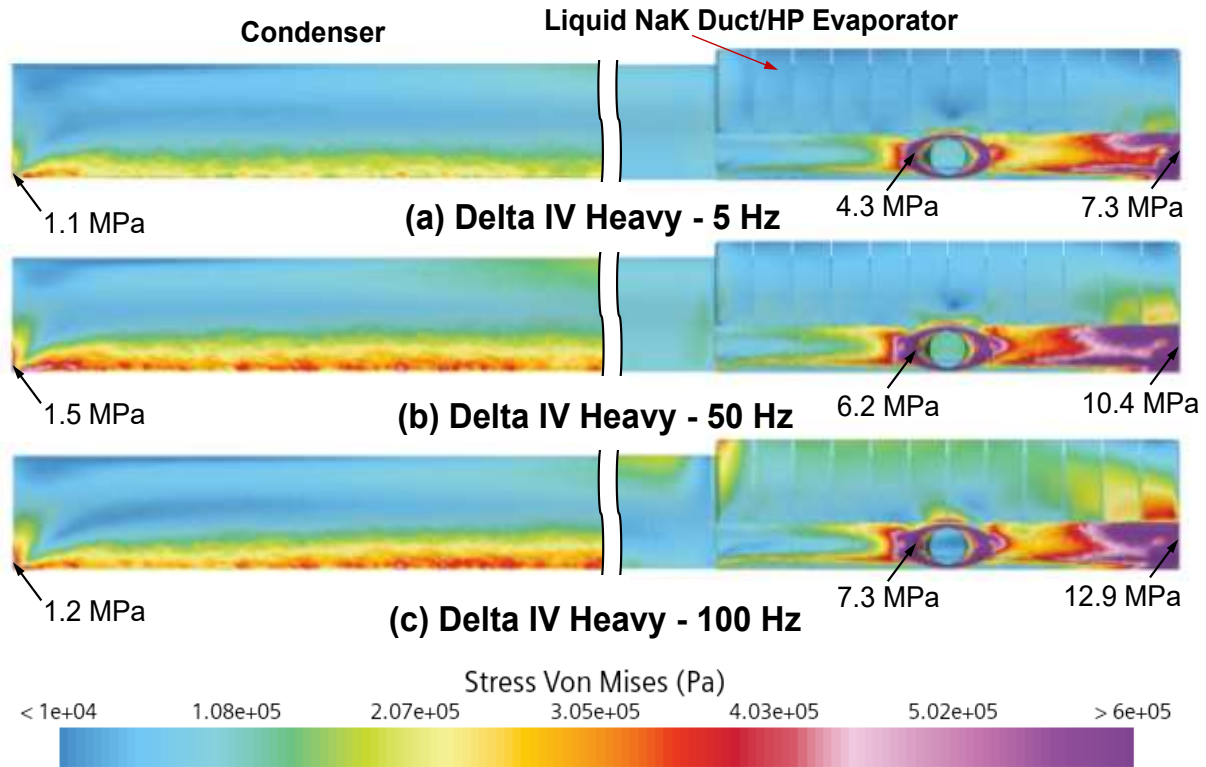 Condenser
Liquid NaK Duct/HP Evaporator
1.1 MPa
4.3 MPa
7.3 MPa
(a) Delta IV Heavy - 5 Hz
1.5 MPa
6.2 MPa
10.4 MPa
(b) Delta IV Heavy - 50 Hz
1.2 MPa
7.3 MPa
12.9 MPa
(c) Delta IV Heavy - 100 Hz
Stress Von Mises (Pa)
< 1e+04 1.08e+05 2.07e+05 3.05e+05 4.03e+05 5.02e+05 > 6e+05